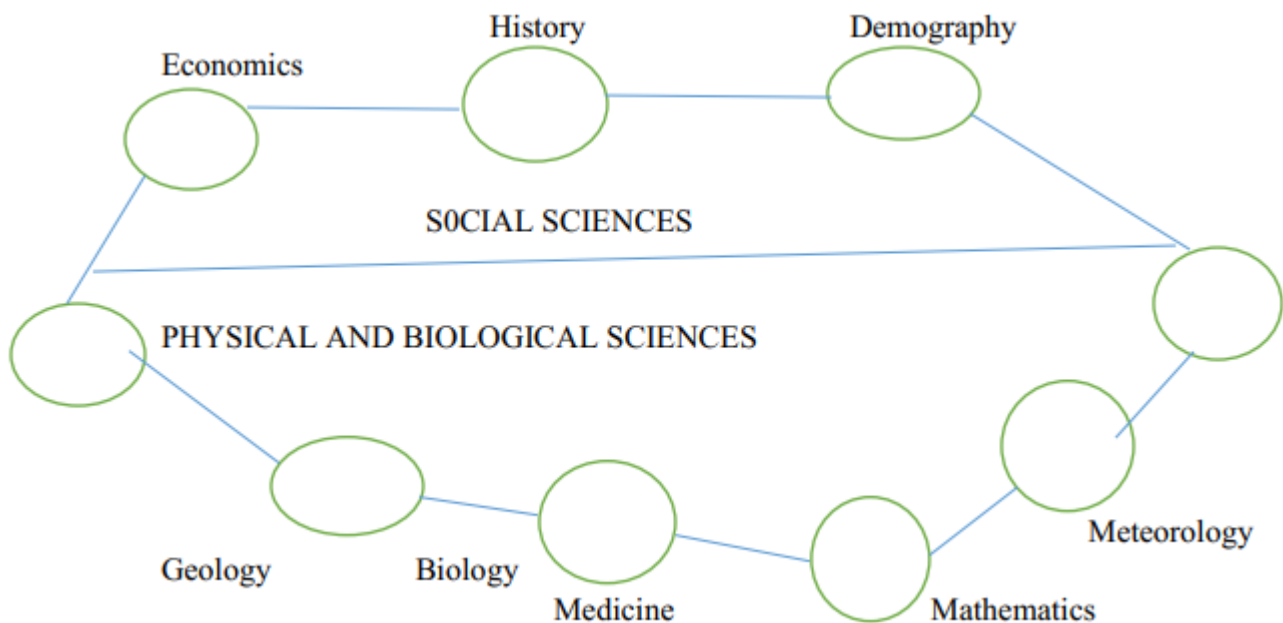 History
Demography
Economics
S0CIAL SCIENCES
PHYSICAL AND BIOLOGICAL SCIENCES
Meteorology
Geology
Biology
Medicine
Mathematics